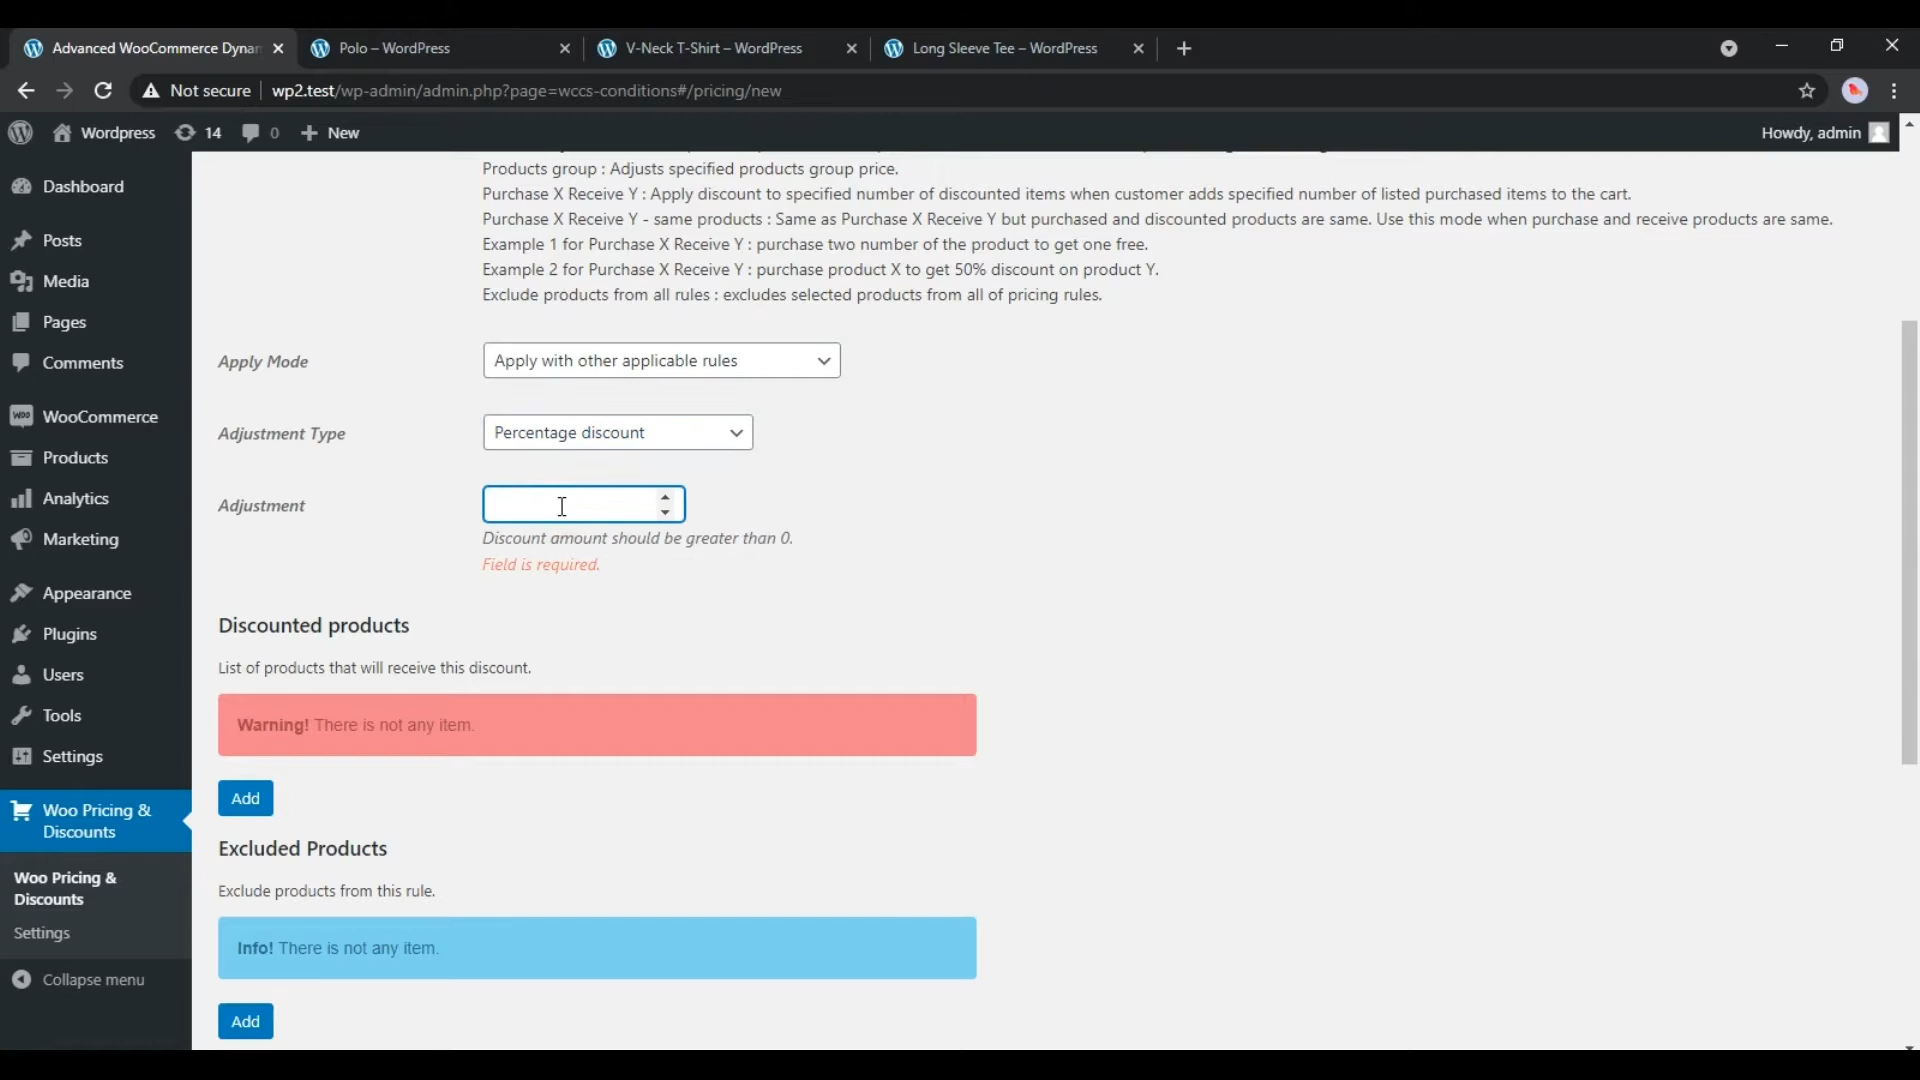 Advanced WooCommerce Dynam
Polo – WordPress
V-Neck T-Shirt – WordPress
Long Sleeve Tee – WordPress
Not secure
wp2.test/wp-admin/admin.php?page=wccs-conditions#/pricing/new
Wordpress
14
0
New
Howdy, admin
Dashboard
Posts
Media
Pages
Comments
WooCommerce
Products
Analytics
Marketing
Appearance
Plugins
Users
Tools
Settings
Woo Pricing &
Discounts
Woo Pricing &
Discounts
Settings
Collapse menu
Products group : Adjusts specified products group price.
Purchase X Receive Y : Apply discount to specified number of discounted items when customer adds specified number of listed purchased items to the cart.
Purchase X Receive Y - same products : Same as Purchase X Receive Y but purchased and discounted products are same. Use this mode when purchase and receive products are same.
Example 1 for Purchase X Receive Y : purchase two number of the product to get one free.
Example 2 for Purchase X Receive Y : purchase product X to get 50% discount on product Y.
Exclude products from all rules : excludes selected products from all of pricing rules.
Apply Mode
Apply with other applicable rules
Adjustment Type
Percentage discount
Adjustment
Discount amount should be greater than 0.
Field is required.
Discounted products
List of products that will receive this discount.
Warning! There is not any item.
Add
Excluded Products
Exclude products from this rule.
Info! There is not any item.
Add